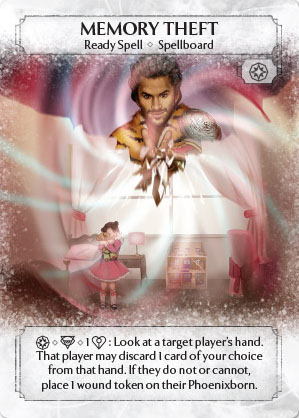 MEMORY THEFT
Ready Spell ◇ Spellboard
◇ ◇ 1 : Look at a target player's hand.
That player may discard 1 card of your choice
from that hand. If they do not or cannot,
place 1 wound token on their Phoenixborn.